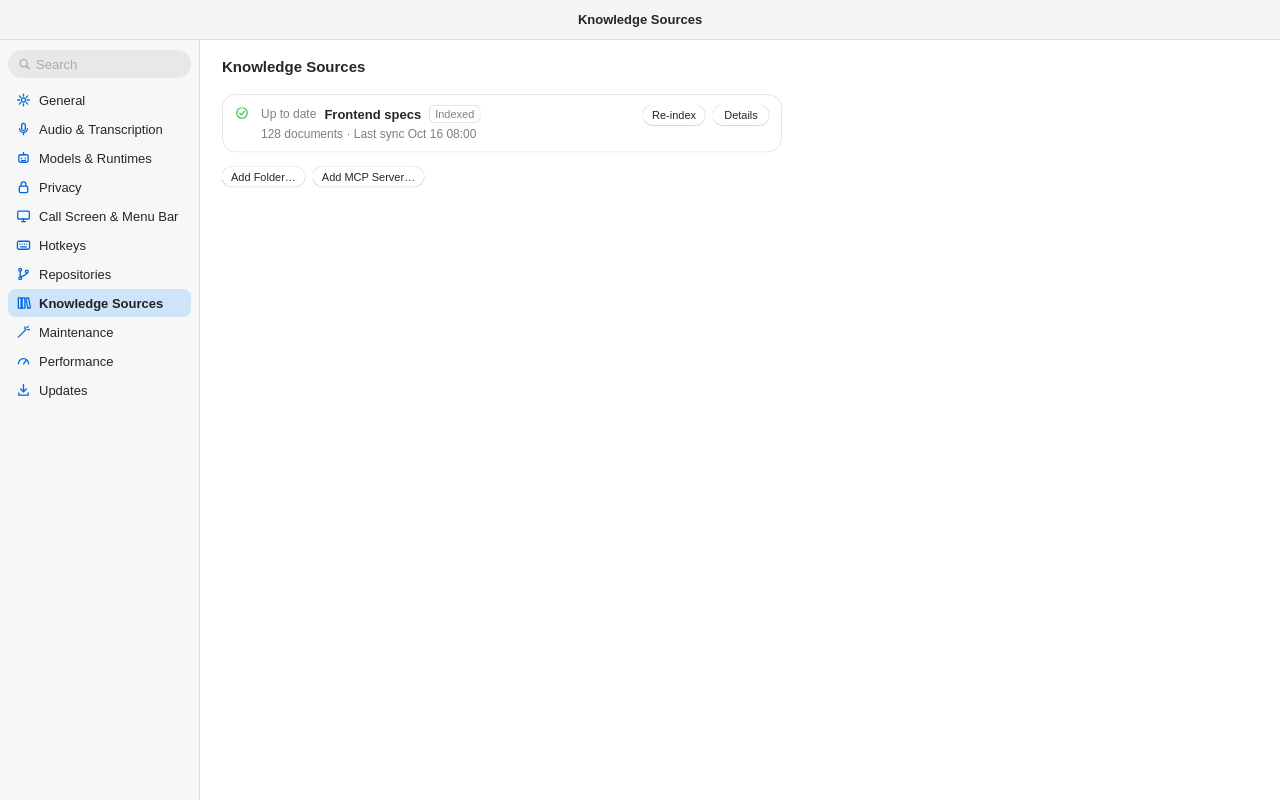 Knowledge Sources
Search
General
Audio & Transcription
Models & Runtimes
Privacy
Call Screen & Menu Bar
Hotkeys
Repositories
Knowledge Sources
Maintenance
Performance
Updates
Knowledge Sources
Up to date Frontend specs Indexed
128 documents · Last sync Oct 16 08:00
Re-index Details
Add Folder… Add MCP Server…